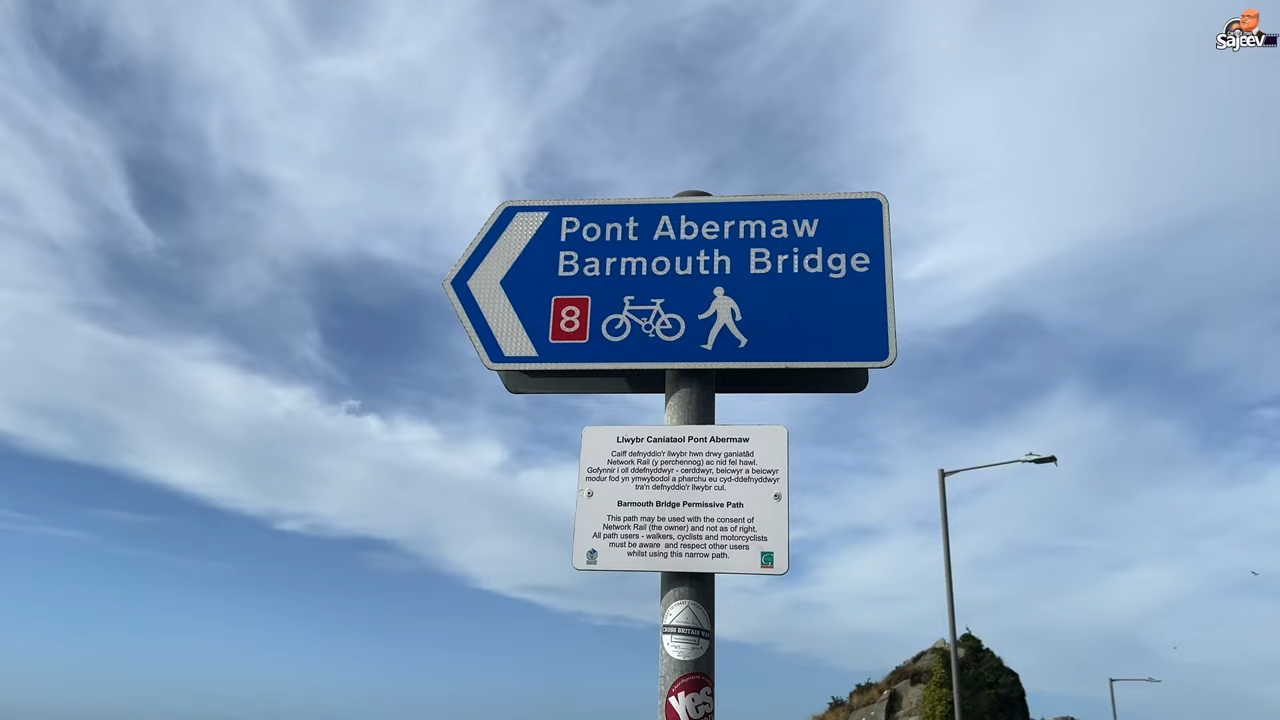 Sajeev
Pont Abermaw
Barmouth Bridge
8
Llwybr Caniataol Pont Abermaw
Caiff defnyddio'r llwybr hwn drwy ganiatâd
Network Rail (y perchennog) ac nid fel hawl.
Gofynnir i oll ddefnyddwyr - cerddwyr, beicwyr a beicwyr
modur fod yn ymwybodol a pharchu eu cyd-ddefnyddwyr
tra'n defnyddio'r llwybr cul.
Barmouth Bridge Permissive Path
This path may be used with the consent of
Network Rail (the owner) and not as of right.
All path users - walkers, cyclists and motorcyclists
must be aware and respect other users
whilst using this narrow path.
CROSS BRITAIN WAY
Yes